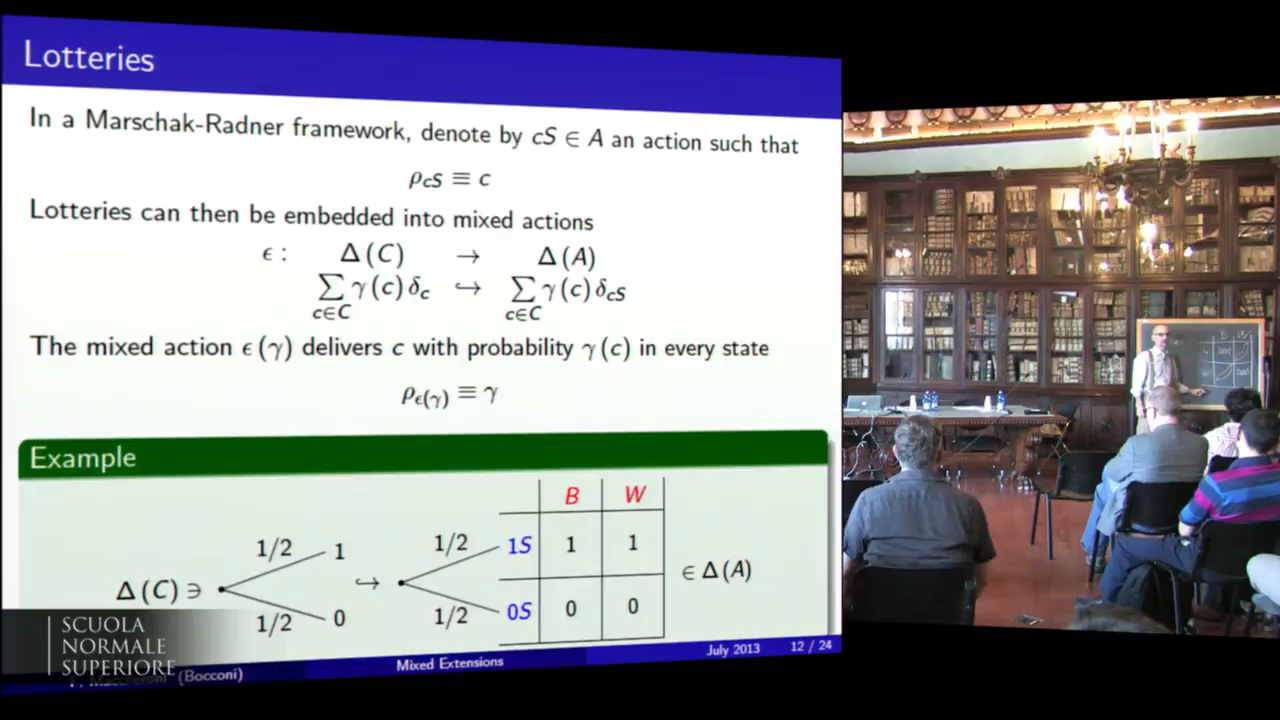 Lotteries
In a Marschak-Radner framework, denote by cS ∈ A an action such that
ρ_cS ≡ c
Lotteries can then be embedded into mixed actions
ϵ : Δ(C) → Δ(A)
∑_{c∈C} γ(c) δ_c ↪ ∑_{c∈C} γ(c) δ_cS
The mixed action ϵ(γ) delivers c with probability γ(c) in every state
ρ_ϵ(γ) ≡ γ
Example
B W
1/2 1 1/2 1S 1 1
Δ(C) ∋ ↪ ∈ Δ(A)
1/2 0 1/2 0S 0 0
SCUOLA
NORMALE
SUPERIORE
(Bocconi) Mixed Extensions July 2013 12 / 24